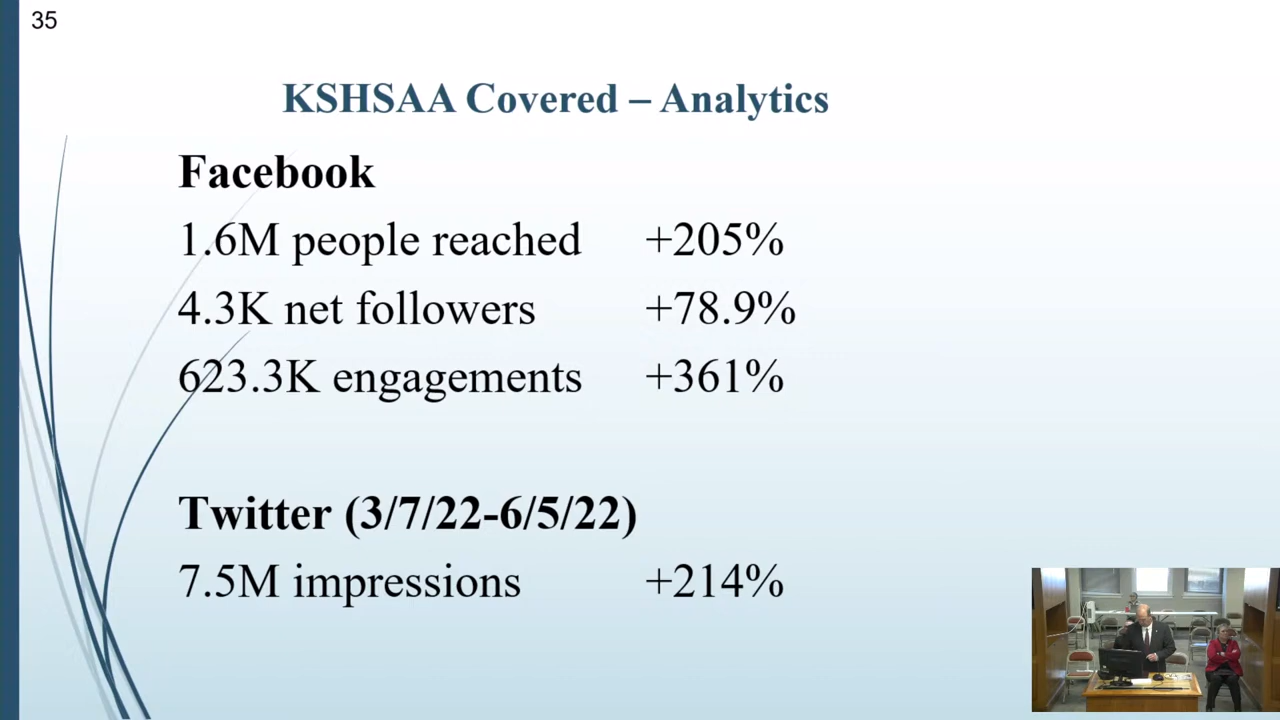 35
KSHSAA Covered – Analytics
Facebook
1.6M people reached +205%
4.3K net followers +78.9%
623.3K engagements +361%
Twitter (3/7/22-6/5/22)
7.5M impressions +214%